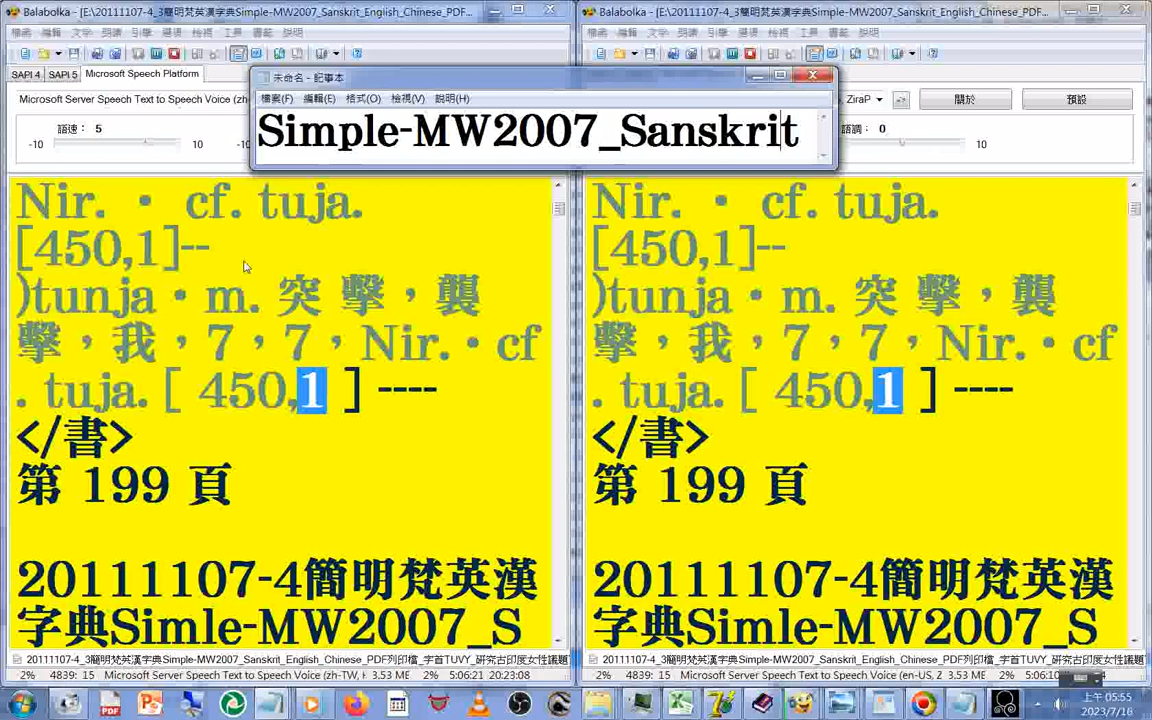 Balabolka - [E:\20111107-4_3簡明梵英漢字典Simple-MW2007_Sanskrit_English_Chinese_PDF...
Balabolka - [E:\20111107-4_3簡明梵英漢字典Simple-MW2007_Sanskrit_English_Chinese_PDF...
SAPI 4 SAPI 5 Microsoft Speech Platform
未命名 - 記事本
檔案(F) 編輯(E) 格式(O) 檢視(V) 說明(H)
Simple-MW2007_Sanskrit
Microsoft Server Speech Text to Speech Voice (zh-
ZiraP
關於
預設
語速: 5
-10
10
語調: 0
10
Nir. · cf. tuja.
[450,1]--
)tunja·m. 突 擊,襲
擊,我,7,7,Nir.·cf
. tuja. [ 450,1 ] ----
</書>
第 199 頁
20111107-4簡明梵英漢
字典Simle-MW2007_S
Nir. · cf. tuja.
[450,1]--
)tunja·m. 突 擊,襲
擊,我,7,7,Nir.·cf
. tuja. [ 450,1 ] ----
</書>
第 199 頁
20111107-4簡明梵英漢
字典Simle-MW2007_S
20111107-4_3簡明梵英漢字典Simple-MW2007_Sanskrit_English_Chinese_PDF列印檔_字首TUVY_研究古印度女性議題
20111107-4_3簡明梵英漢字典Simple-MW2007_Sanskrit_English_Chinese_PDF列印檔_字首TUVY_研究古印度女性議題
2% 4839: 15 Microsoft Server Speech Text to Speech Voice (zh-TW, 3.53 ME 5:06:21 20:23:08
2% 4839: 15 Microsoft Server Speech Text to Speech Voice (en-US, Z 3.53 ME 5:06:10
上午 05:55
2023/7/16